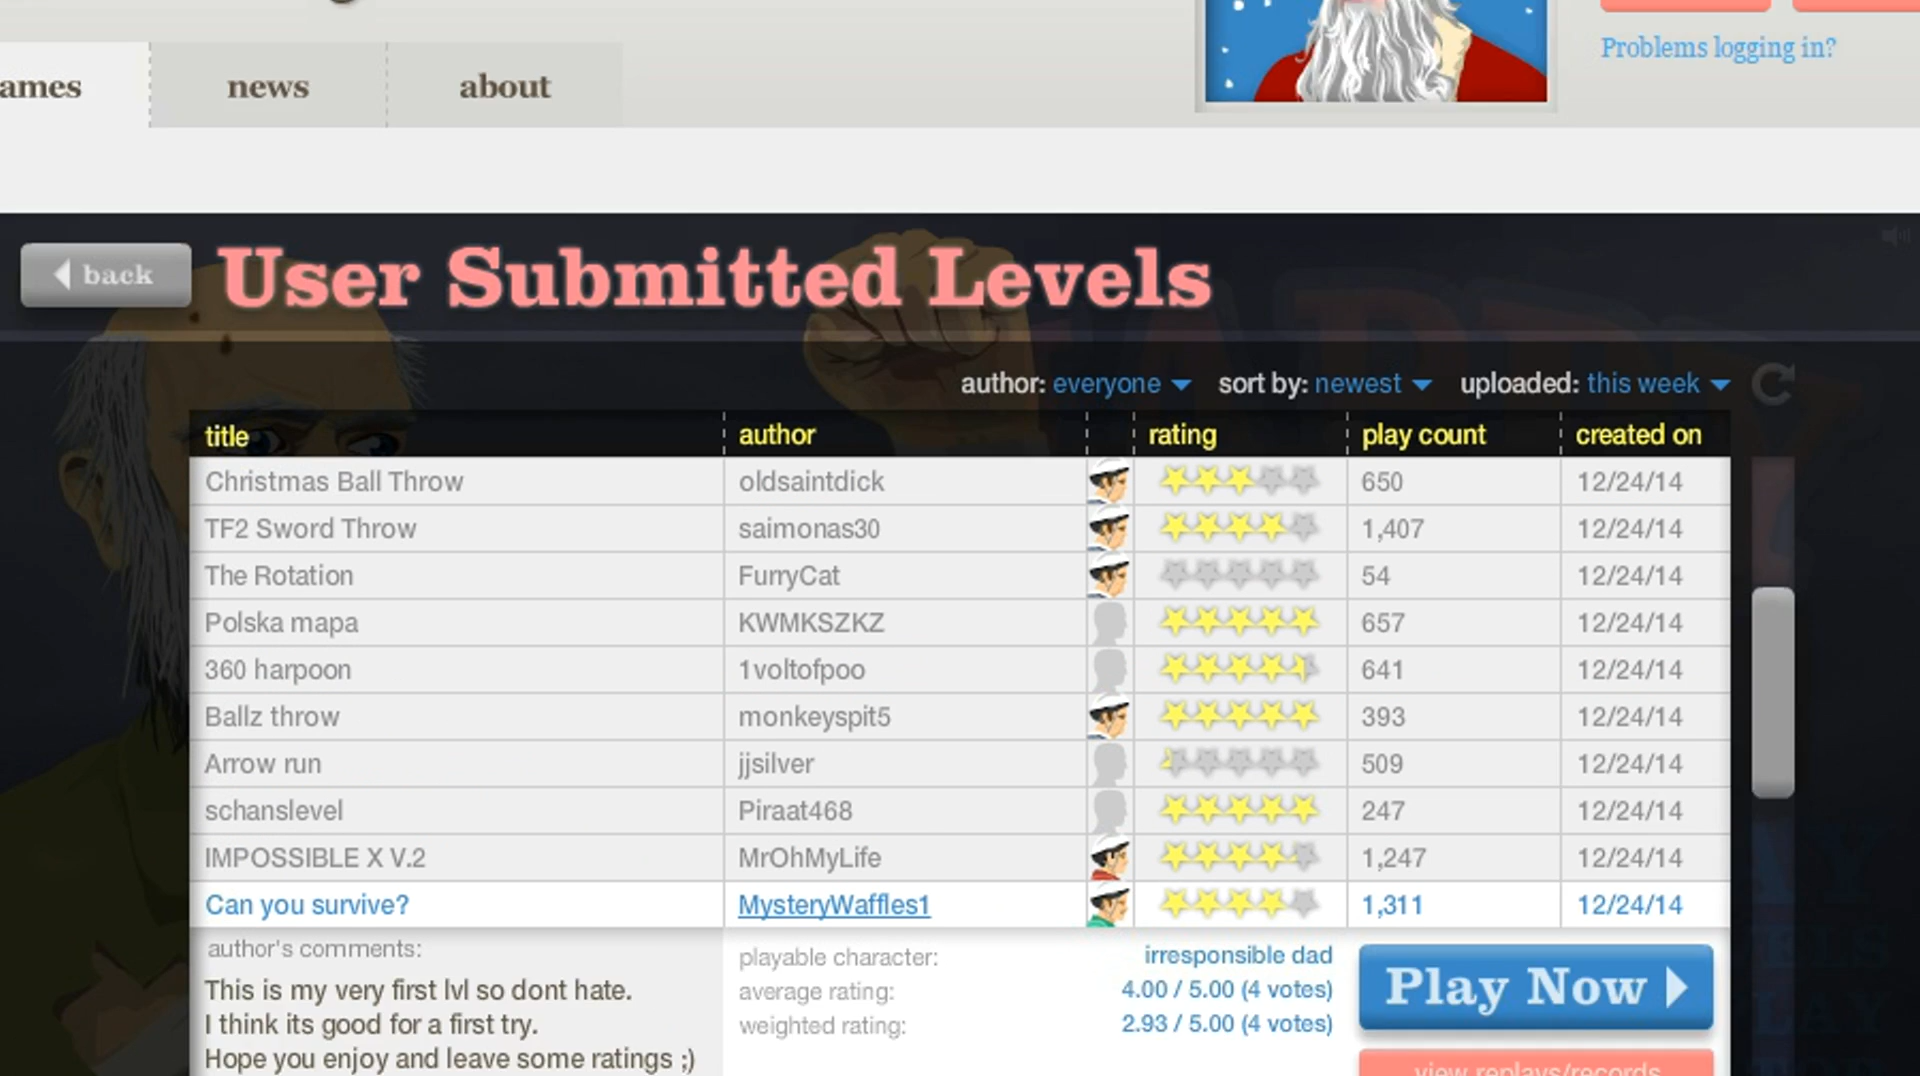 ames news about
Problems logging in?
back
User Submitted Levels
author: everyone sort by: newest uploaded: this week
title author rating play count created on
Christmas Ball Throw oldsaintdick 650 12/24/14
TF2 Sword Throw saimonas30 1,407 12/24/14
The Rotation FurryCat 54 12/24/14
Polska mapa KWMKSZKZ 657 12/24/14
360 harpoon 1voltofpoo 641 12/24/14
Ballz throw monkeyspit5 393 12/24/14
Arrow run jjsilver 509 12/24/14
schanslevel Piraat468 247 12/24/14
IMPOSSIBLE X V.2 MrOhMyLife 1,247 12/24/14
Can you survive? MysteryWaffles1 1,311 12/24/14
author's comments:
This is my very first lvl so dont hate.
I think its good for a first try.
Hope you enjoy and leave some ratings ;)
playable character: irresponsible dad
average rating: 4.00 / 5.00 (4 votes)
weighted rating: 2.93 / 5.00 (4 votes)
Play Now
view replays/records